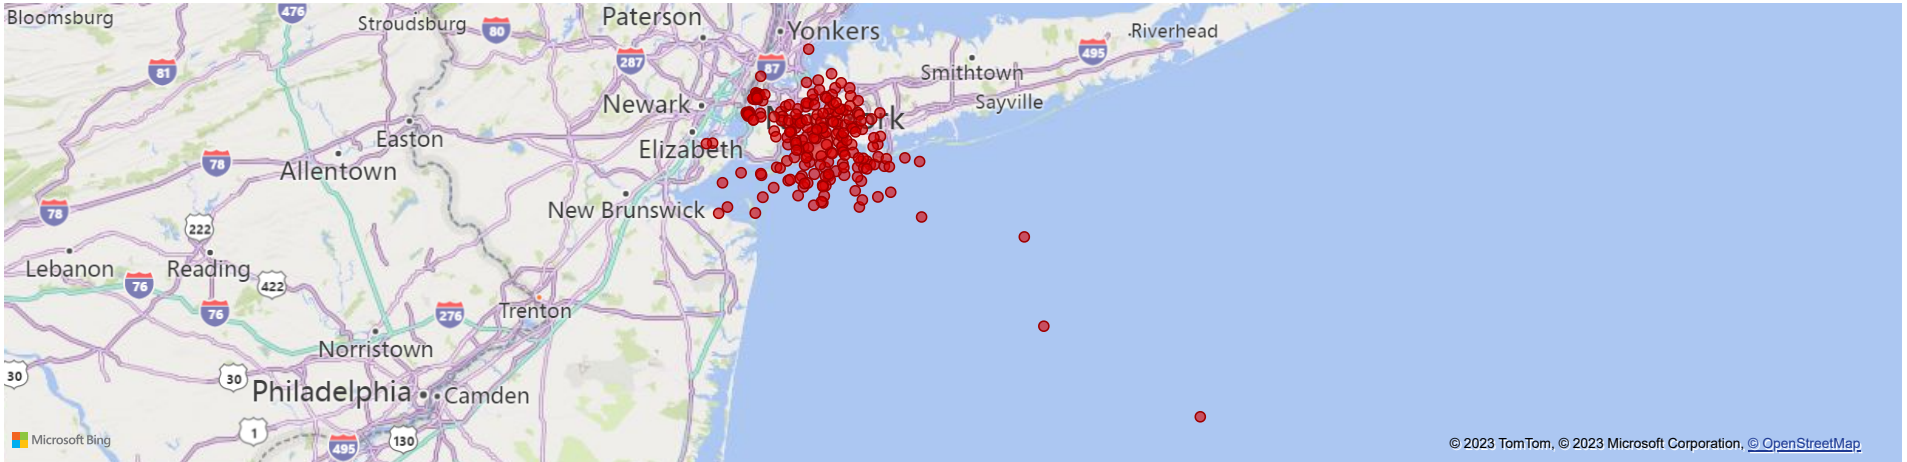 Bloomsburg
476
Stroudsburg
80
Paterson
Yonkers
Riverhead
495
81
287
87
Smithtown
Newark
Sayville
rk
Easton
Elizabeth
78
Allentown
78
New Brunswick
222
Lebanon
Reading
76
422
76
276
Trenton
Norristown
30
30
Philadelphia
Camden
1
495
130
Microsoft Bing
© 2023 TomTom, © 2023 Microsoft Corporation, © OpenStreetMap